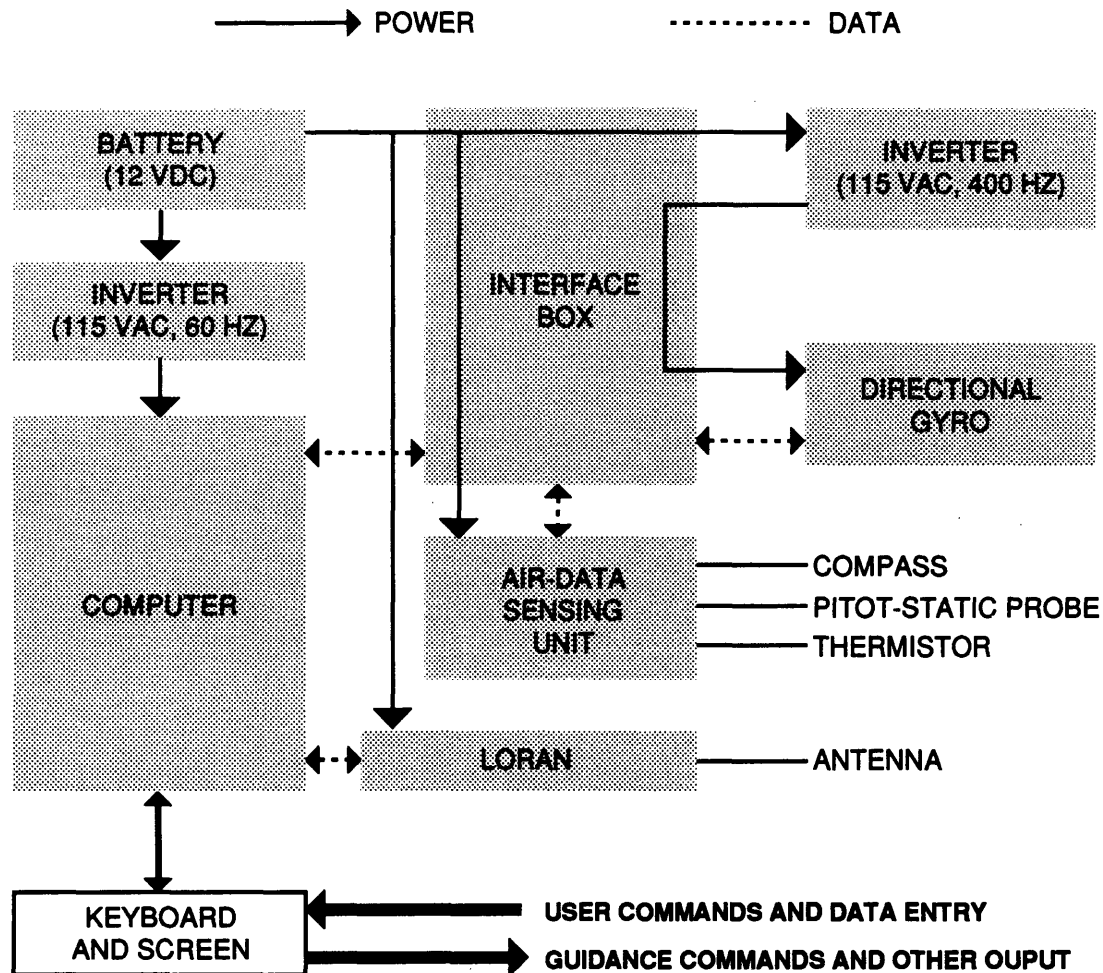 POWER
DATA
BATTERY
(12 VDC)
INVERTER
(115 VAC, 400 HZ)
INVERTER
(115 VAC, 60 HZ)
INTERFACE
BOX
DIRECTIONAL
GYRO
COMPUTER
AIR-DATA
SENSING
UNIT
COMPASS
PITOT-STATIC PROBE
THERMISTOR
LORAN
ANTENNA
KEYBOARD
AND SCREEN
USER COMMANDS AND DATA ENTRY
GUIDANCE COMMANDS AND OTHER OUPUT